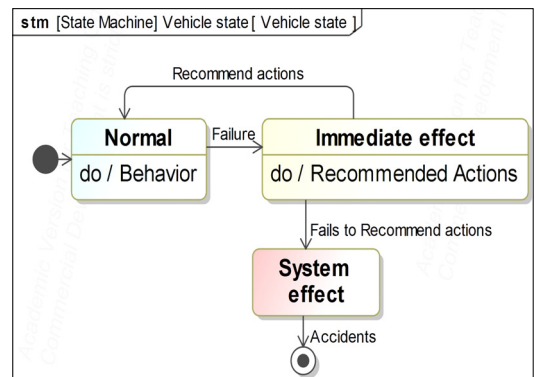 stm [State Machine] Vehicle state [ Vehicle state ]
Recommend actions
Normal
Failure
Immediate effect
do / Behavior
do / Recommended Actions
Fails to Recommend actions
System
effect
Accidents